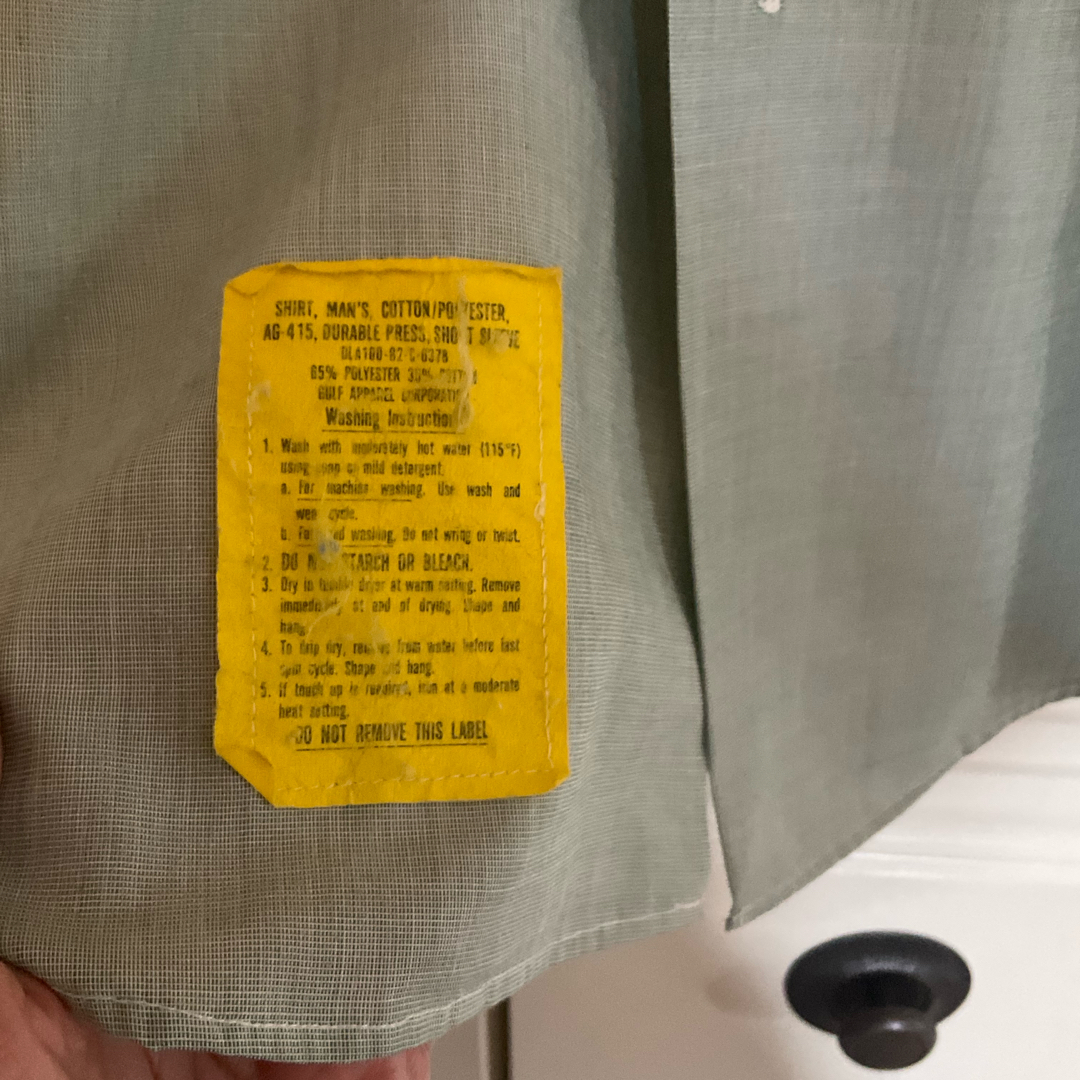 SHIRT, MAN'S, COTTON/POLYESTER,
AG-415, DURABLE PRESS, SHORT SLEEVE
DLA100-82-C-
65% POLYESTER COTTON
GULF APPAREL CORPORATION
Washing Instruction
1. Wash with moderately hot water (115°F)
using soap or mild detergent.
a. For machine washing. Use wash and
wear cycle.
b. For hand washing. Do not wring or twist.
2. DO NOT STARCH OR BLEACH.
3. Dry in tumble dryer at warm setting. Remove
immediately at end of drying. Shape and
hang.
4. To drip dry, remove from water before last
spin cycle. Shape and hang.
5. If touch up is required, iron at a moderate
heat setting.
DO NOT REMOVE THIS LABEL